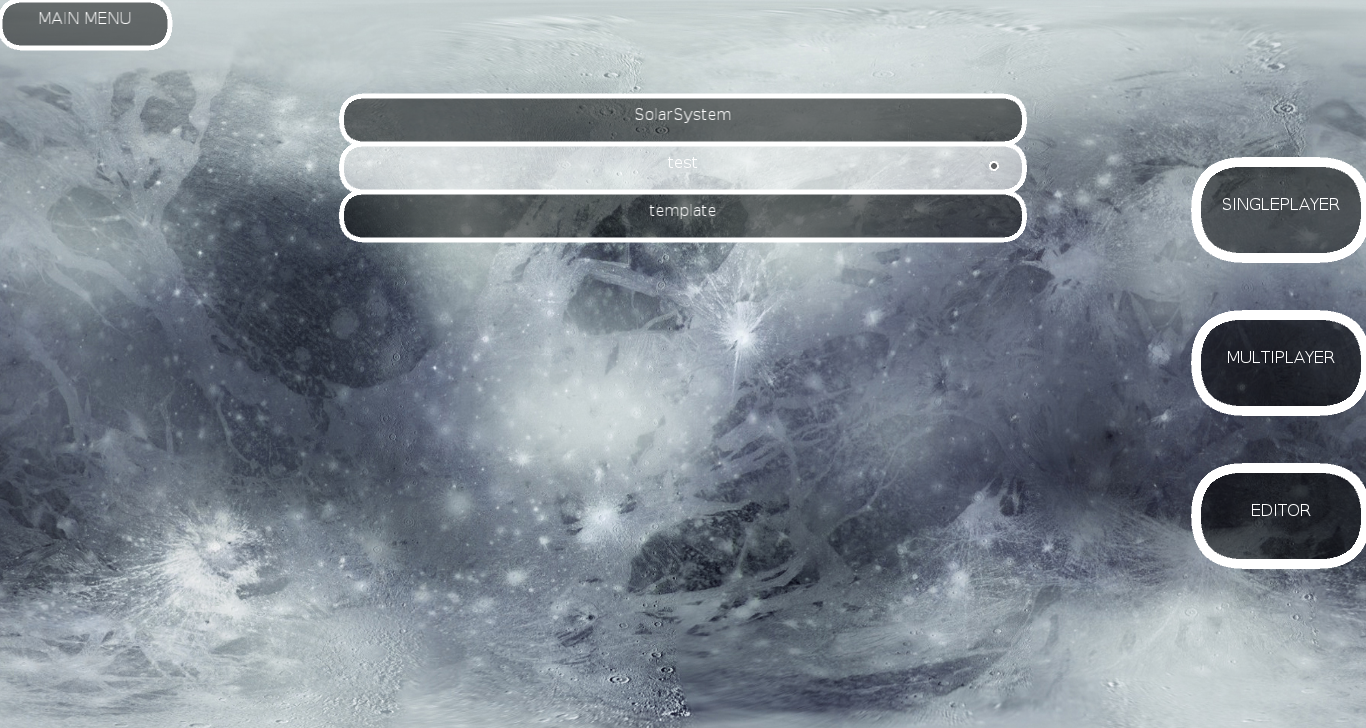 MAIN MENU
SolarSystem
test
template
SINGLEPLAYER
MULTIPLAYER
EDITOR